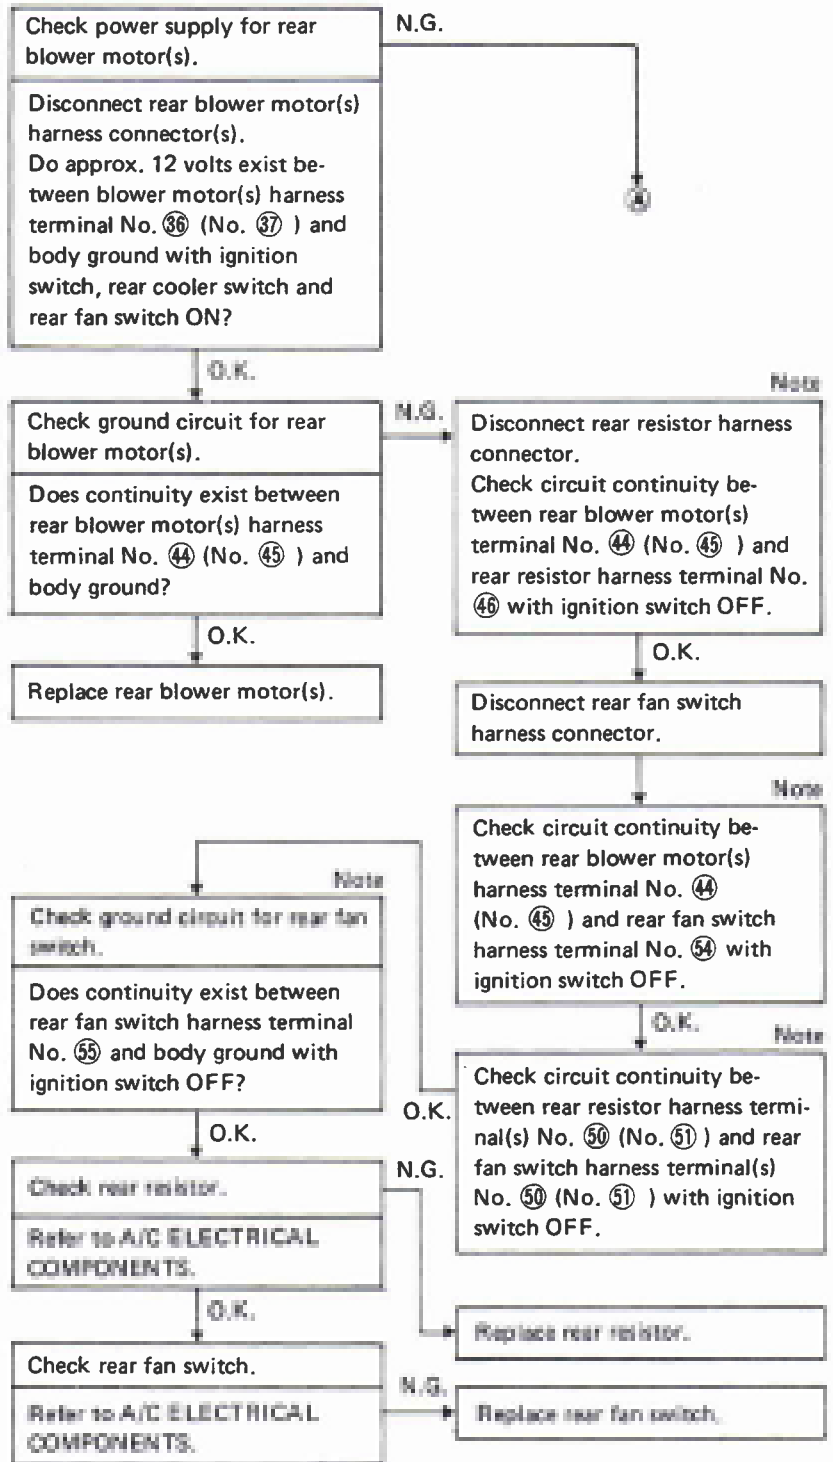 Check power supply for rear
blower motor(s).
N.G.
Disconnect rear blower motor(s)
harness connector(s).
Do approx. 12 volts exist be-
tween blower motor(s) harness
terminal No. ㊱ (No. ㊲ ) and
body ground with ignition
switch, rear cooler switch and
rear fan switch ON?
O.K.
Check ground circuit for rear
blower motor(s).
N.G.
Does continuity exist between
rear blower motor(s) harness
terminal No. ㊹ (No. ㊺ ) and
body ground?
O.K.
Replace rear blower motor(s).
Note
Disconnect rear resistor harness
connector.
Check circuit continuity be-
tween rear blower motor(s)
terminal No. ㊹ (No. ㊺ ) and
rear resistor harness terminal No.
㊻ with ignition switch OFF.
O.K.
Disconnect rear fan switch
harness connector.
Note
Check circuit continuity be-
tween rear blower motor(s)
harness terminal No. ㊹
(No. ㊺ ) and rear fan switch
harness terminal No. 54 with
ignition switch OFF.
O.K.
Note
Check circuit continuity be-
tween rear resistor harness termi-
nal(s) No. ㊿ (No. 51 ) and rear
fan switch harness terminal(s)
No. ㊿ (No. 51 ) with ignition
switch OFF.
O.K.
Note
Check ground circuit for rear fan
switch.
Does continuity exist between
rear fan switch harness terminal
No. 55 and body ground with
ignition switch OFF?
O.K.
Check rear resistor.
N.G.
Refer to A/C ELECTRICAL
COMPONENTS.
Replace rear resistor.
O.K.
Check rear fan switch.
N.G.
Refer to A/C ELECTRICAL
COMPONENTS.
Replace rear fan switch.